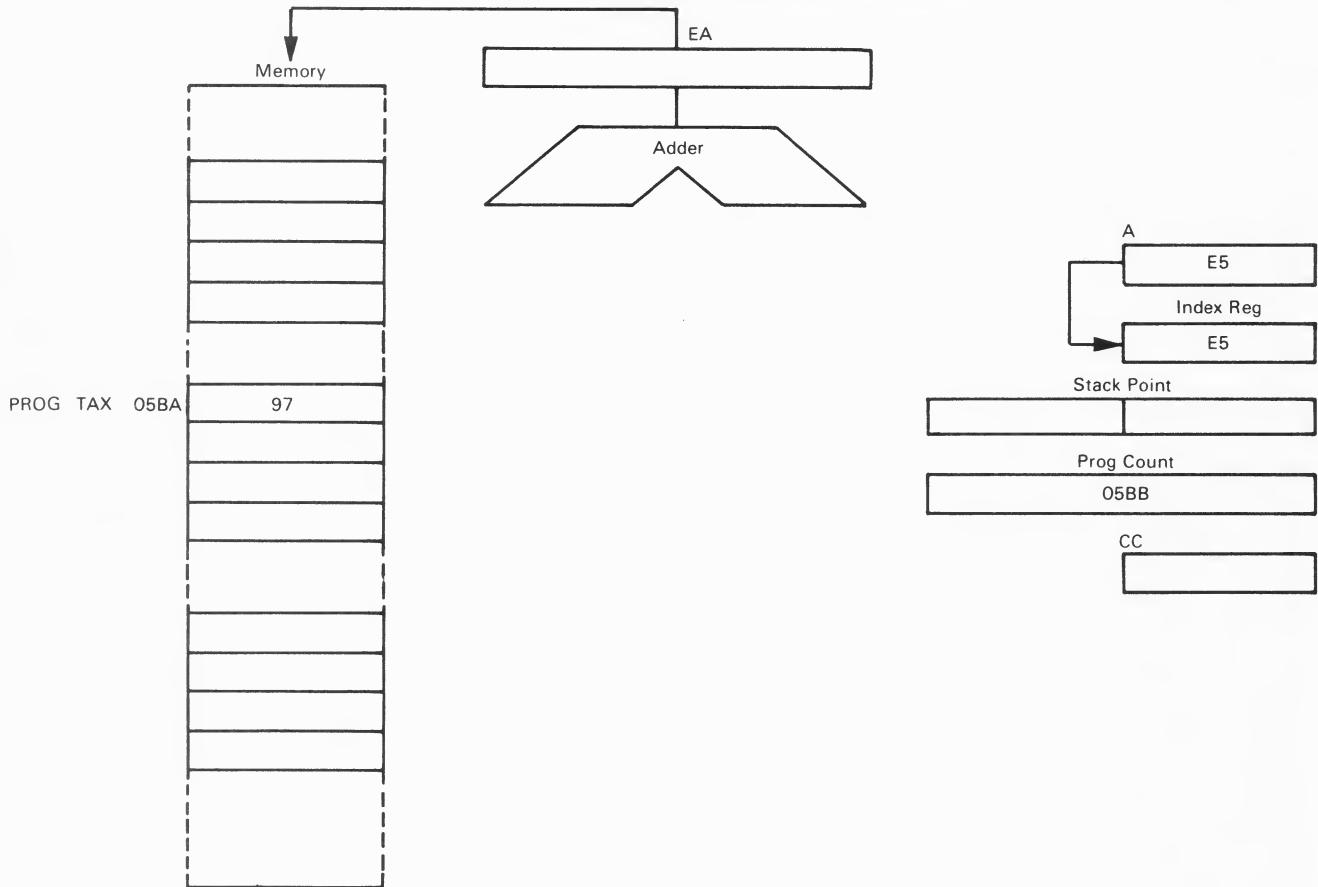 EA
Memory
Adder
A
E5
Index Reg
E5
Stack Point
PROG TAX 05BA 97
Prog Count
05BB
CC